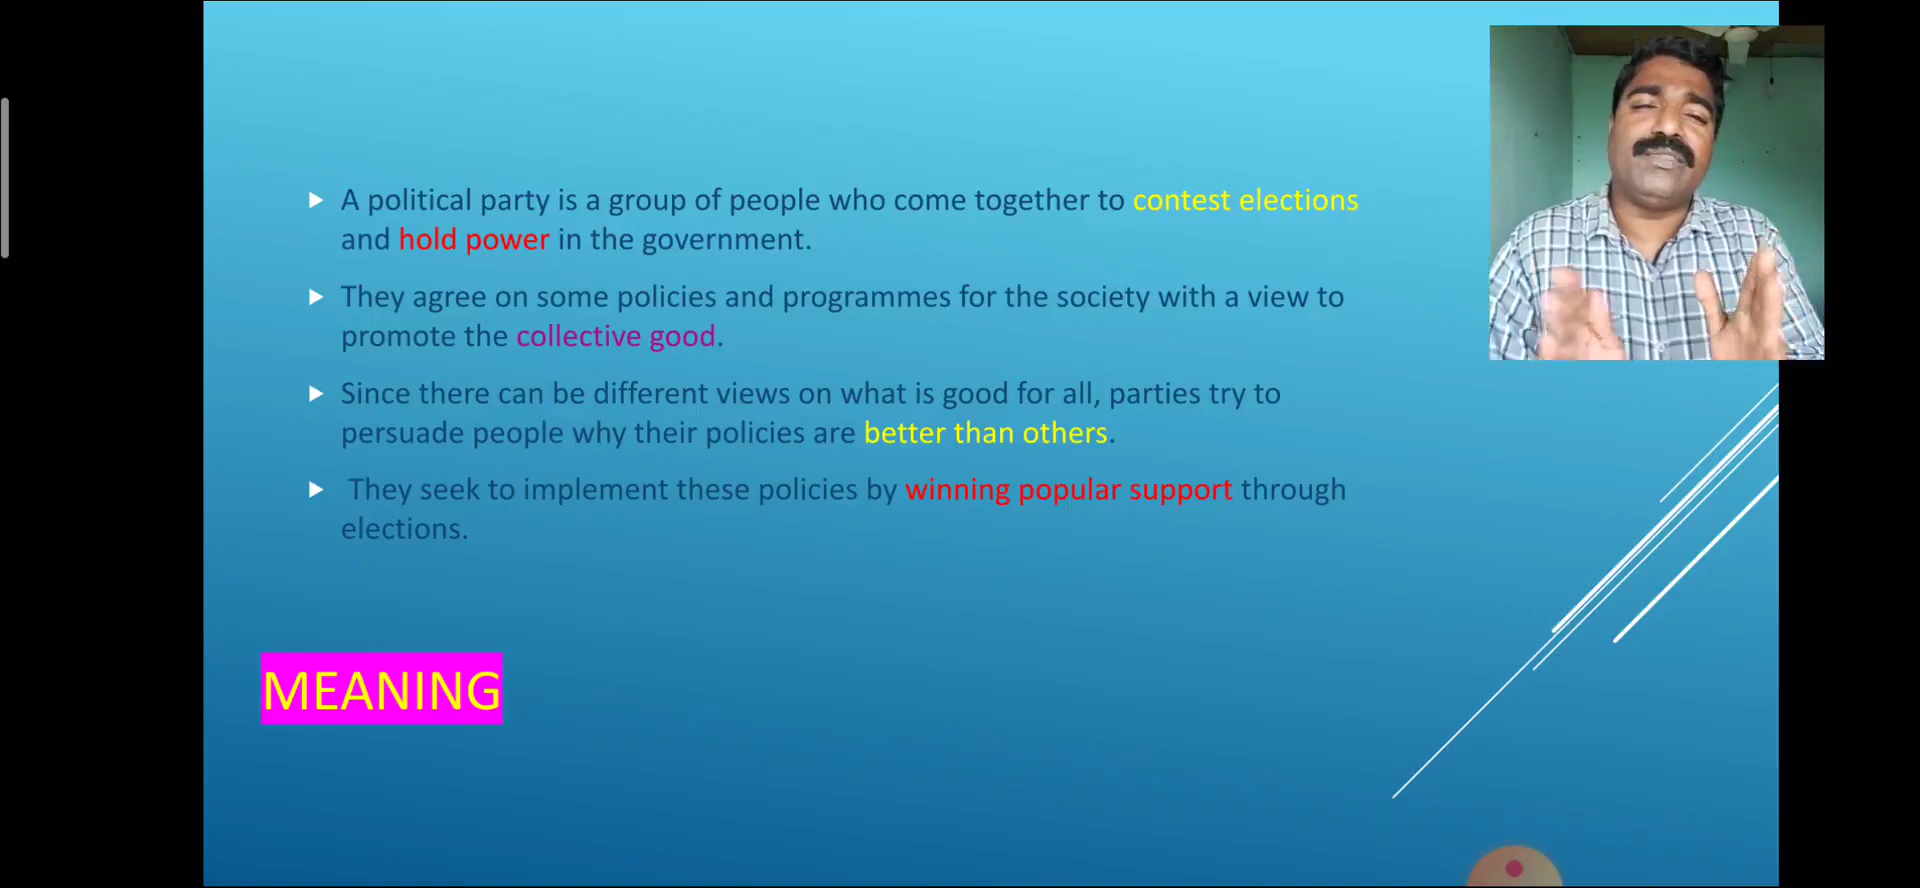 A political party is a group of people who come together to contest elections
and hold power in the government.
They agree on some policies and programmes for the society with a view to
promote the collective good.
Since there can be different views on what is good for all, parties try to
persuade people why their policies are better than others.
They seek to implement these policies by winning popular support through
elections.
MEANING